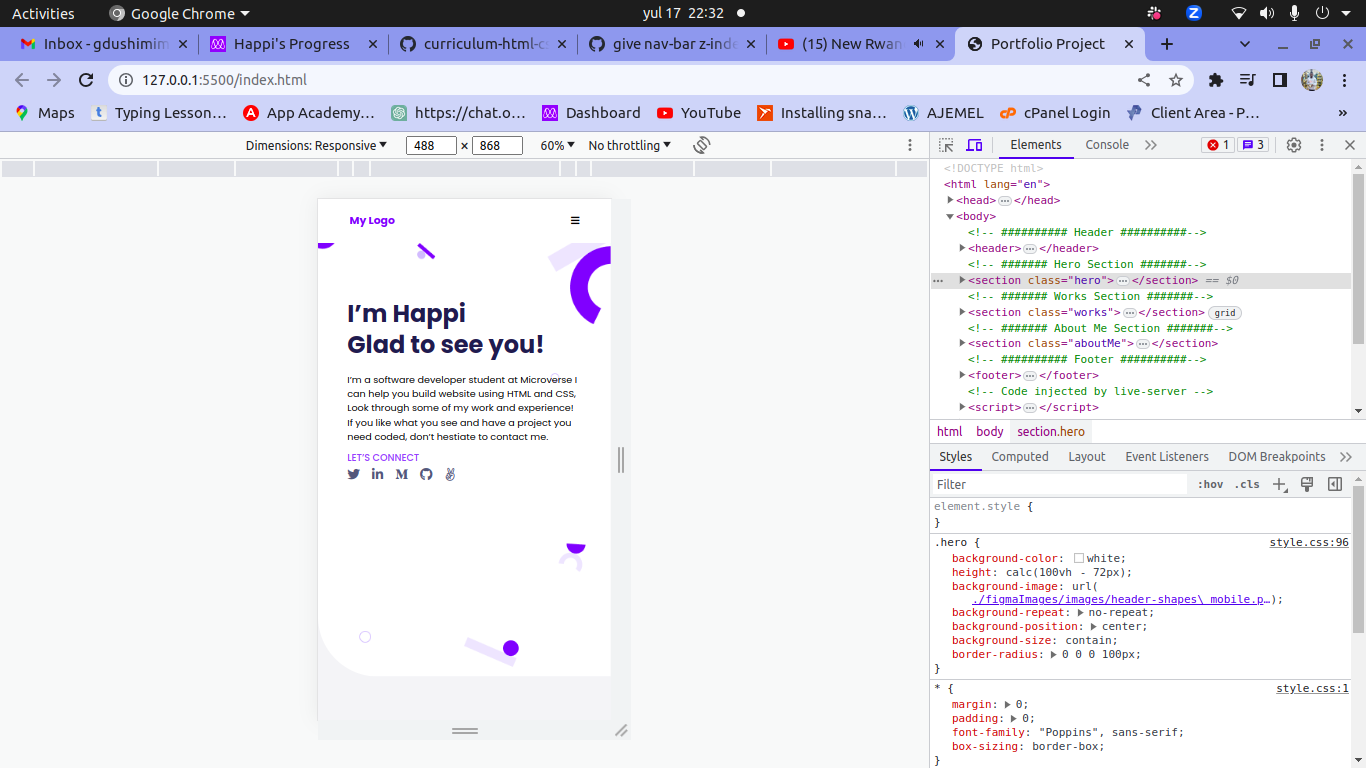 Activities
Google Chrome
yul 17 22:32
Inbox - gdushimim
Happi's Progress
curriculum-html-cs
give nav-bar z-inde
(15) New Rwan
Portfolio Project
127.0.0.1:5500/index.html
Maps
Typing Lesson…
App Academy…
https://chat.o…
Dashboard
YouTube
Installing sna…
AJEMEL
cPanel Login
Client Area - P…
»
Dimensions: Responsive
488 × 868
60%
No throttling
Elements
Console
1
3
My Logo
I'm Happi
Glad to see you!
I'm a software developer student at Microverse I
can help you build website using HTML and CSS,
Look through some of my work and experience!
If you like what you see and have a project you
need coded, don't hestiate to contact me.
LET'S CONNECT
<!DOCTYPE html>
<html lang="en">
<head>…</head>
<body>
<!-- ########## Header ##########-->
<header>…</header>
<!-- ####### Hero Section #######-->
<section class="hero">…</section> == $0
<!-- ####### Works Section #######-->
<section class="works">…</section> grid
<!-- ####### About Me Section #######-->
<section class="aboutMe">…</section>
<!-- ########## Footer ##########-->
<footer>…</footer>
<!-- Code injected by live-server -->
<script>…</script>
html body section.hero
Styles Computed Layout Event Listeners DOM Breakpoints
Filter
:hov .cls
element.style {
}
.hero { style.css:96
background-color: white;
height: calc(100vh - 72px);
background-image: url(
./figmaImages/images/header-shapes\ mobile.p…);
background-repeat: no-repeat;
background-position: center;
background-size: contain;
border-radius: 0 0 0 100px;
}
* { style.css:1
margin: 0;
padding: 0;
font-family: "Poppins", sans-serif;
box-sizing: border-box;
}